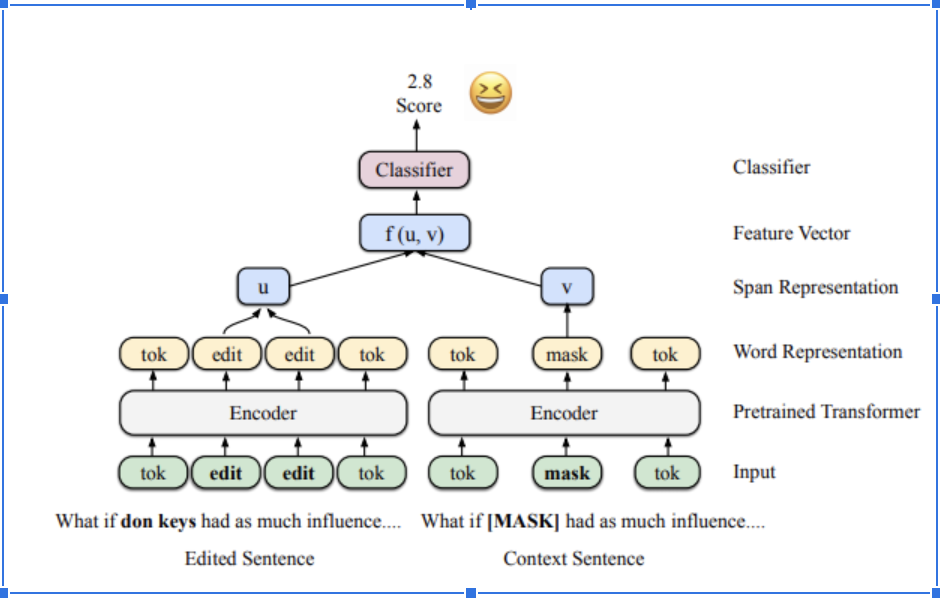 2.8
Score
Classifier
Classifier
f (u, v)
Feature Vector
u
v
Span Representation
tok
edit
edit
tok
tok
mask
tok
Word Representation
Encoder
Encoder
Pretrained Transformer
tok
edit
edit
tok
tok
mask
tok
Input
What if don keys had as much influence....
What if [MASK] had as much influence....
Edited Sentence
Context Sentence